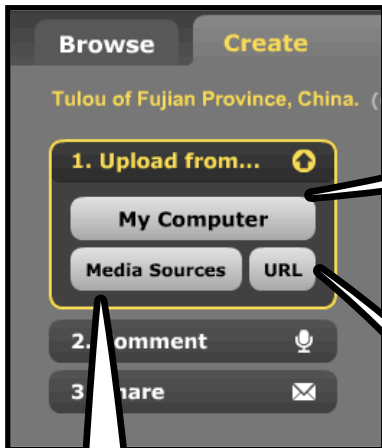 Browse Create
Tulou of Fujian Province, China. (
1. Upload from...
My Computer
Media Sources URL
2. omment
3. hare